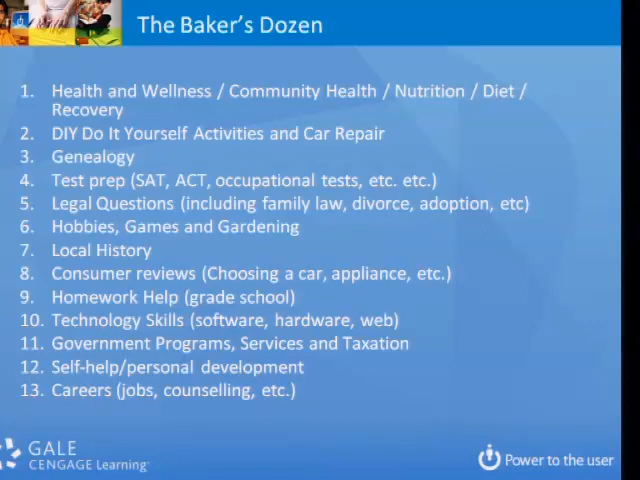 The Baker's Dozen
1. Health and Wellness / Community Health / Nutrition / Diet /
Recovery
2. DIY Do It Yourself Activities and Car Repair
3. Genealogy
4. Test prep (SAT, ACT, occupational tests, etc. etc.)
5. Legal Questions (including family law, divorce, adoption, etc)
6. Hobbies, Games and Gardening
7. Local History
8. Consumer reviews (Choosing a car, appliance, etc.)
9. Homework Help (grade school)
10. Technology Skills (software, hardware, web)
11. Government Programs, Services and Taxation
12. Self-help/personal development
13. Careers (jobs, counselling, etc.)
GALE
CENGAGE Learning
Power to the user